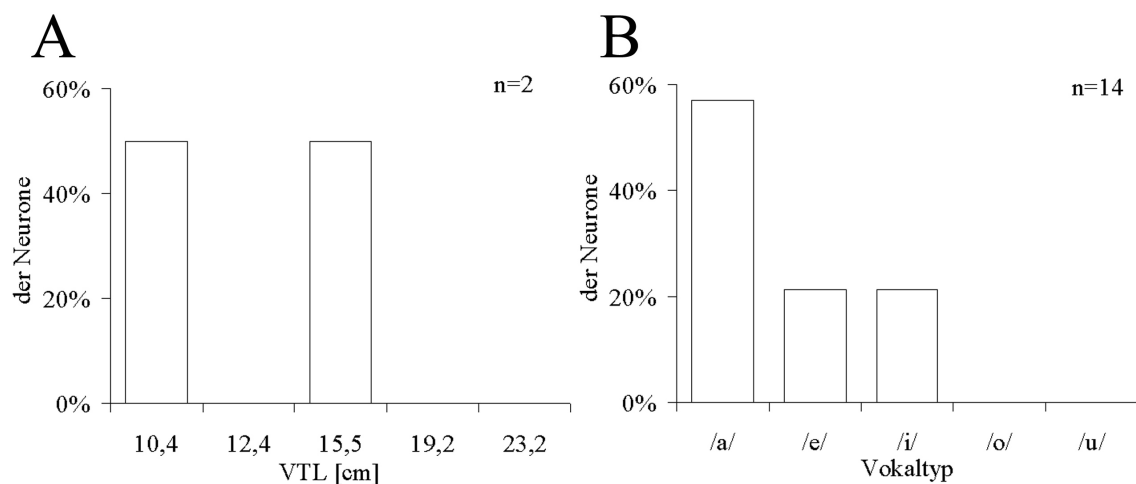 A
n=2
der Neurone
60%
40%
20%
0%
10,4 12,4 15,5 19,2 23,2
VTL [cm]
B
n=14
der Neurone
60%
40%
20%
0%
/a/ /e/ /i/ /o/ /u/
Vokaltyp